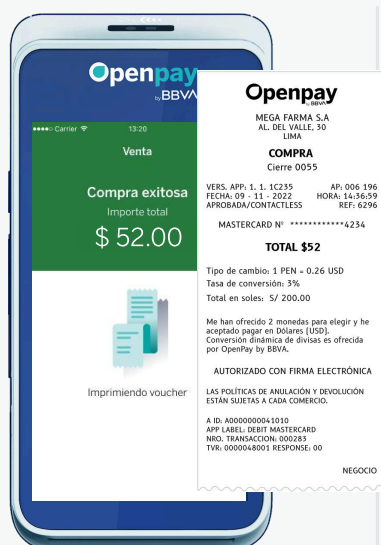 Openpay
by BBVA
Carrier 13:20
Venta
Compra exitosa
Importe total
$ 52.00
Imprimiendo voucher
Openpay
by BBVA
MEGA FARMA S.A
AL. DEL VALLE, 30
LIMA
COMPRA
Cierre 0055
VERS. APP: 1. 1. 1C235 AP: 006 196
FECHA: 09 - 11 - 2022 HORA: 14:36:59
APROBADA/CONTACTLESS REF: 6296
MASTERCARD Nº ************4234
TOTAL $52
Tipo de cambio: 1 PEN = 0.26 USD
Tasa de conversión: 3%
Total en soles: S/ 200.00
Me han ofrecido 2 monedas para elegir y he
aceptado pagar en Dólares [USD].
Conversión dinámica de divisas es ofrecida
por OpenPay by BBVA.
AUTORIZADO CON FIRMA ELECTRÓNICA
LAS POLÍTICAS DE ANULACIÓN Y DEVOLUCIÓN
ESTÁN SUJETAS A CADA COMERCIO.
A ID: A0000000041010
APP LABEL: DEBIT MASTERCARD
NRO. TRANSACCION: 000283
TVR: 0000048001 RESPONSE: 00
NEGOCIO